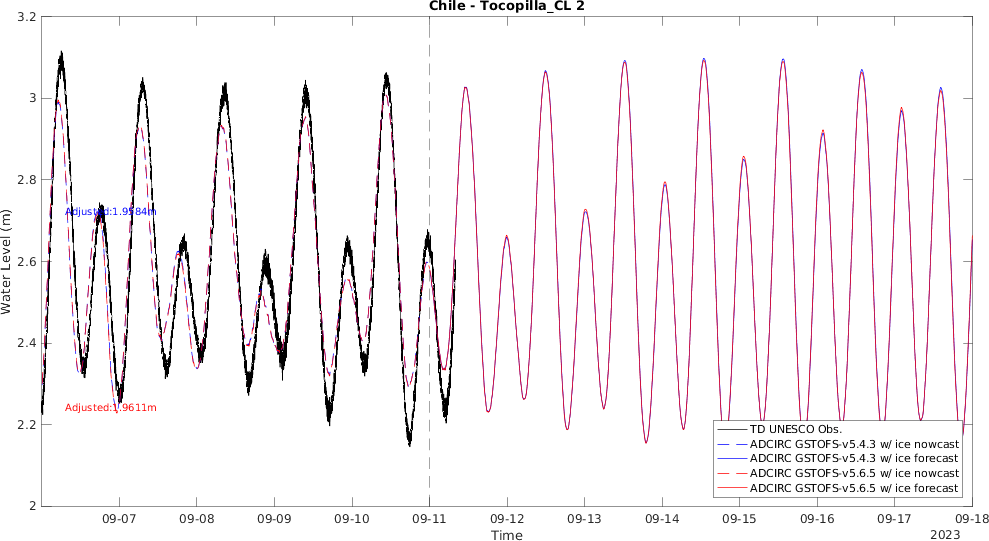 Chile - Tocopilla_CL 2
3.2
3
2.8
2.6
2.4
2.2
2
Water Level (m)
Adjusted:1.9584m
Adjusted:1.9611m
TD UNESCO Obs.
ADCIRC GSTOFS-v5.4.3 w/ ice nowcast
ADCIRC GSTOFS-v5.4.3 w/ ice forecast
ADCIRC GSTOFS-v5.6.5 w/ ice nowcast
ADCIRC GSTOFS-v5.6.5 w/ ice forecast
09-07 09-08 09-09 09-10 09-11 09-12 09-13 09-14 09-15 09-16 09-17 09-18
Time
2023